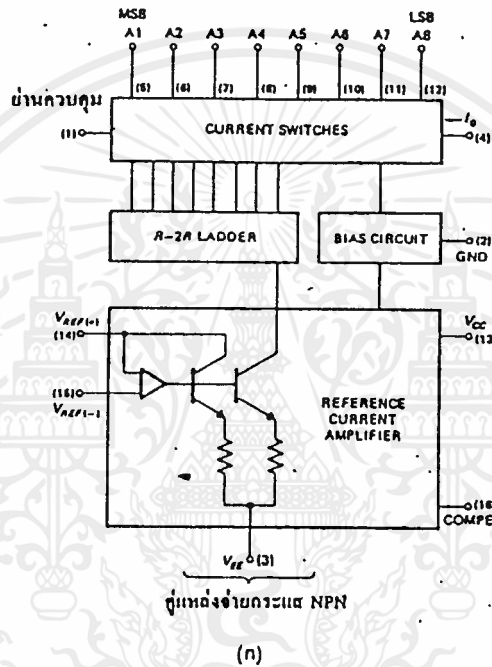 MSB
LSB
A1 A2 A3 A4 A5 A6 A7 A8
(5) (6) (7) (8) (9) (10) (11) (12)
ย่านควบคุม
(1)
CURRENT SWITCHES
(4)
R-2R LADDER
BIAS CIRCUIT
(2)
GND
VREF(+)
(14)
VCC
(13
VREF(-)
REFERENCE
CURRENT
AMPLIFIER
(16
COMPE
VEE (3)
คู่แหล่งจ่ายกระแส NPN
(ก)